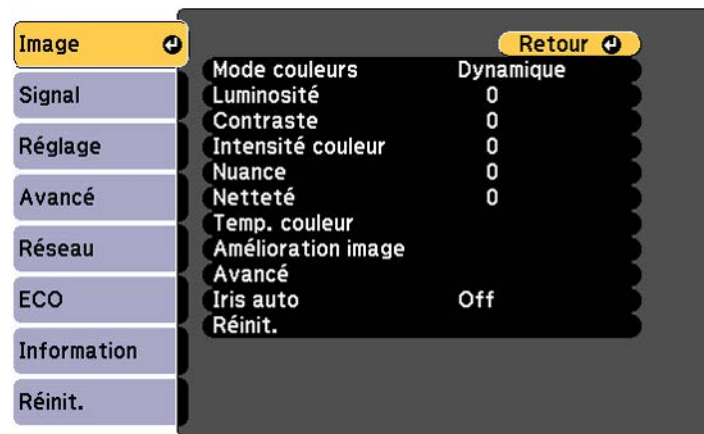 Image
Signal
Réglage
Avancé
Réseau
ECO
Information
Réinit.
Retour
Mode couleurs Dynamique
Luminosité 0
Contraste 0
Intensité couleur 0
Nuance 0
Netteté 0
Temp. couleur
Amélioration image
Avancé
Iris auto Off
Réinit.